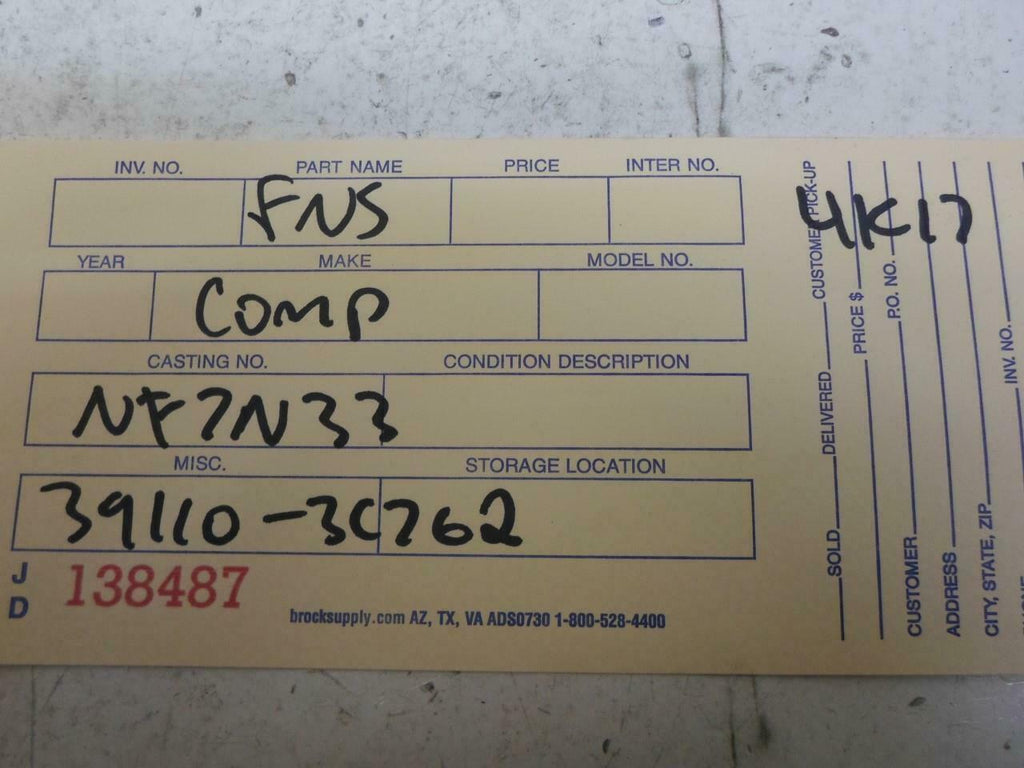 INV. NO. PART NAME PRICE INTER NO.
FNS
YEAR MAKE MODEL NO.
COMP
CASTING NO. CONDITION DESCRIPTION
NF7N33
MISC. STORAGE LOCATION
39110-3C762
J D 138487
brocksupply.com AZ, TX, VA ADS0730 1-800-528-4400
4K17
SOLD DELIVERED CUSTOMER PICK-UP
PRICE $
CUSTOMER P.O. NO.
ADDRESS
CITY, STATE, ZIP
INV. NO.